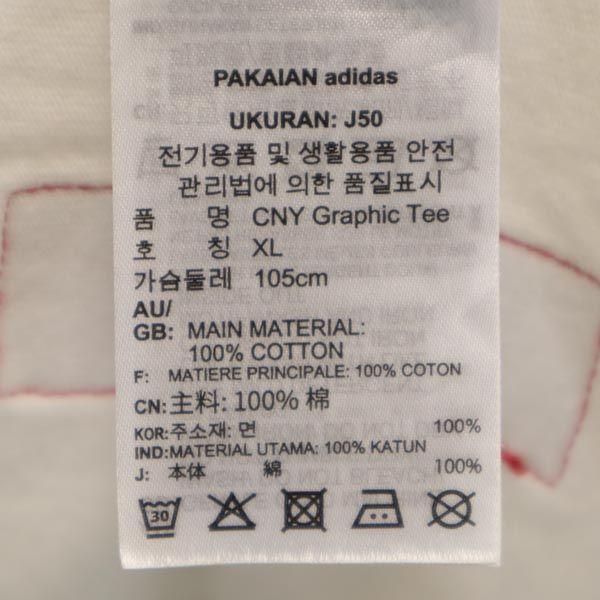 PAKAIAN adidas
UKURAN: J50
전기용품 및 생활용품 안전
관리법에 의한 품질표시
품 명 CNY Graphic Tee
호 칭 XL
가슴둘레 105cm
AU/
GB: MAIN MATERIAL:
100% COTTON
F: MATIERE PRINCIPALE: 100% COTON
CN: 主料: 100% 棉
KOR: 주소재: 면 100%
IND: MATERIAL UTAMA: 100% KATUN
J: 本体 綿 100%
30